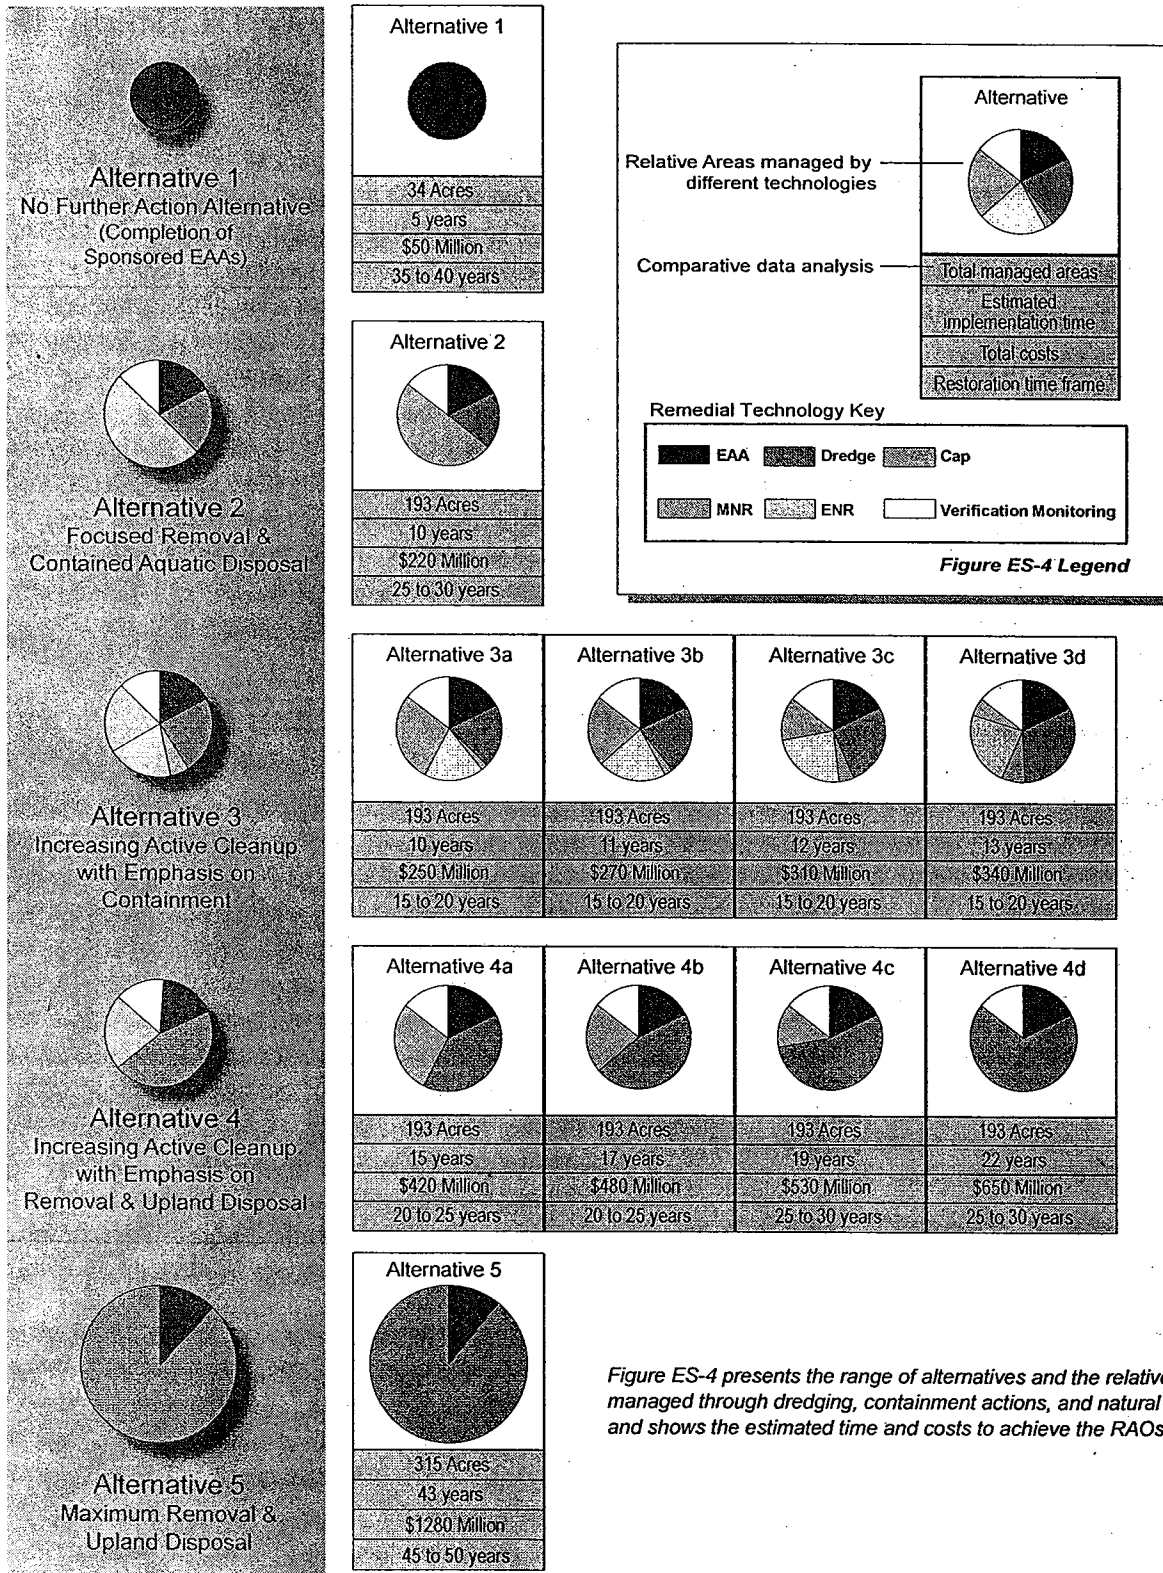 Alternative 1
No Further Action Alternative
(Completion of
Sponsored EAAs)
Alternative 1
34 Acres
5 years
$50 Million
35 to 40 years
Alternative
Relative Areas managed by
different technologies
Comparative data analysis
Total managed areas
Estimated
implementation time
Total costs
Restoration time frame
Remedial Technology Key
EAA
Dredge
Cap
MNR
ENR
Verification Monitoring
Figure ES-4 Legend
Alternative 2
Focused Removal &
Contained Aquatic Disposal
Alternative 2
193 Acres
10 years
$220 Million
25 to 30 years
Alternative 3
Increasing Active Cleanup
with Emphasis on
Containment
Alternative 3a
193 Acres
10 years
$250 Million
15 to 20 years
Alternative 3b
193 Acres
11 years
$270 Million
15 to 20 years
Alternative 3c
193 Acres
12 years
$310 Million
15 to 20 years
Alternative 3d
193 Acres
13 years
$340 Million
15 to 20 years
Alternative 4
Increasing Active Cleanup
with Emphasis on
Removal & Upland Disposal
Alternative 4a
193 Acres
15 years
$420 Million
20 to 25 years
Alternative 4b
193 Acres
17 years
$480 Million
20 to 25 years
Alternative 4c
193 Acres
19 years
$530 Million
25 to 30 years
Alternative 4d
193 Acres
22 years
$650 Million
25 to 30 years
Alternative 5
Maximum Removal &
Upland Disposal
Alternative 5
315 Acres
43 years
$1280 Million
45 to 50 years
Figure ES-4 presents the range of alternatives and the relative
managed through dredging, containment actions, and natural
and shows the estimated time and costs to achieve the RAOs